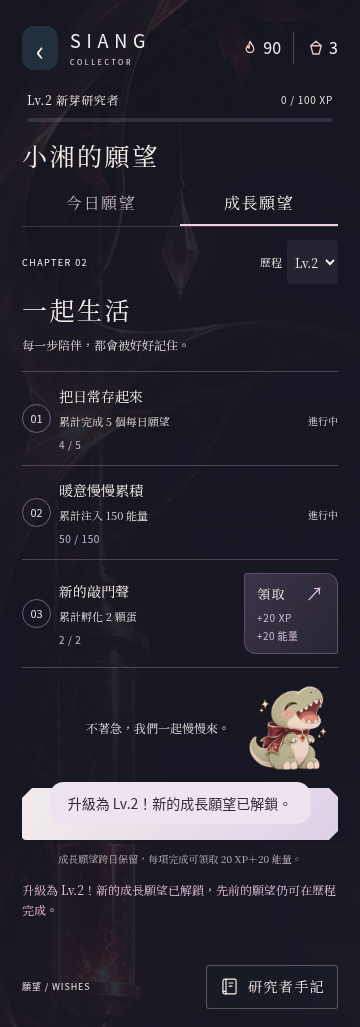 ‹
SIANG
COLLECTOR
90
3
Lv.2 新芽研究者
0 / 100 XP
小湘的願望
今日願望
成長願望
CHAPTER 02
歷程
Lv.2
一起生活
每一步陪伴，都會被好好記住。
01
把日常存起來
累計完成 5 個每日願望
4 / 5
進行中
02
暖意慢慢累積
累計注入 150 能量
50 / 150
進行中
03
新的敲門聲
累計孵化 2 顆蛋
2 / 2
領取
+20 XP
+20 能量
不著急，我們一起慢慢來。
升級為 Lv.2！新的成長願望已解鎖。
成長願望跨日保留，每項完成可領取 20 XP＋20 能量。
升級為 Lv.2！新的成長願望已解鎖，先前的願望仍可在歷程
完成。
願望 / WISHES
研究者手記